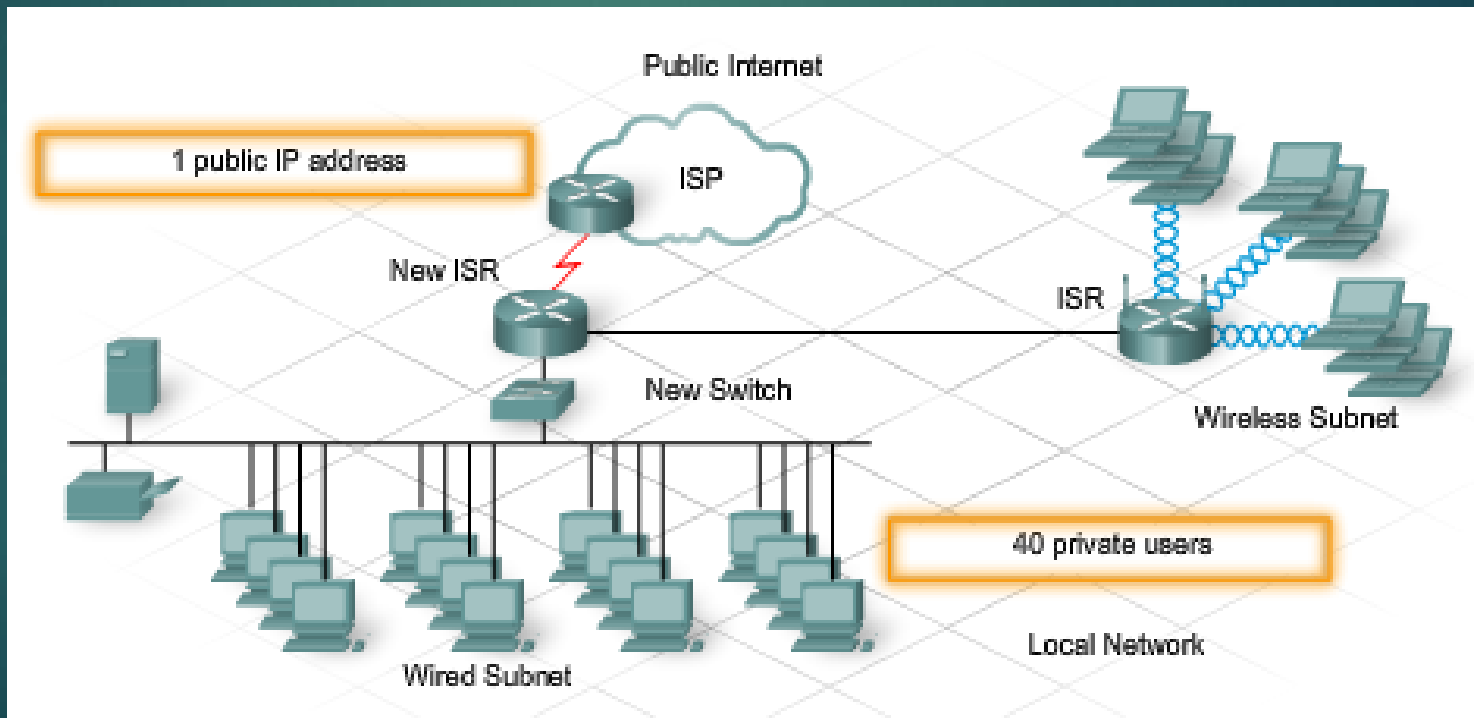 Public Internet
1 public IP address
ISP
New ISR
ISR
New Switch
Wireless Subnet
40 private users
Local Network
Wired Subnet